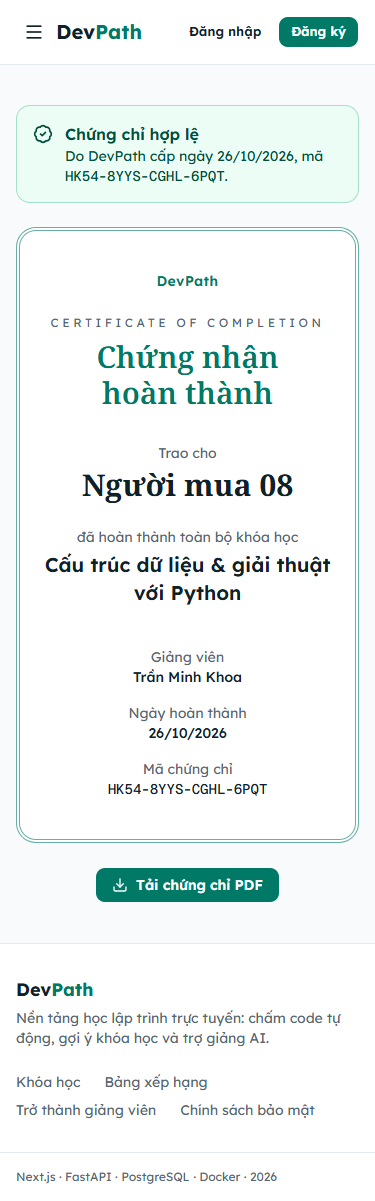 DevPath
Đăng nhập
Đăng ký
Chứng chỉ hợp lệ
Do DevPath cấp ngày 26/10/2026, mã
HK54-8YYS-CGHL-6PQT.
DevPath
CERTIFICATE OF COMPLETION
Chứng nhận
hoàn thành
Trao cho
Người mua 08
đã hoàn thành toàn bộ khóa học
Cấu trúc dữ liệu & giải thuật
với Python
Giảng viên
Trần Minh Khoa
Ngày hoàn thành
26/10/2026
Mã chứng chỉ
HK54-8YYS-CGHL-6PQT
Tải chứng chỉ PDF
DevPath
Nền tảng học lập trình trực tuyến: chấm code tự
động, gợi ý khóa học và trợ giảng AI.
Khóa học
Bảng xếp hạng
Trở thành giảng viên
Chính sách bảo mật
Next.js · FastAPI · PostgreSQL · Docker · 2026